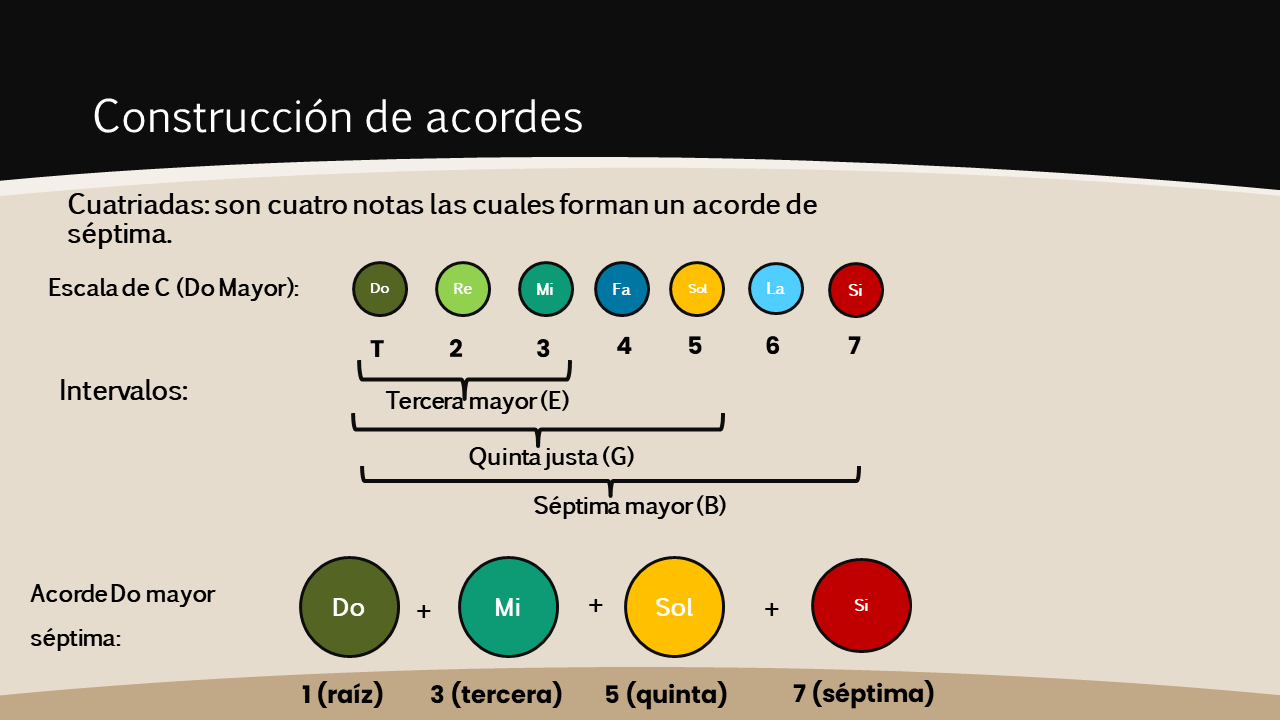 Construcción de acordes
Cuatriadas: son cuatro notas las cuales forman un acorde de
séptima.
Escala de C (Do Mayor): Do Re Mi Fa Sol La Si
T 2 3 4 5 6 7
Intervalos:
Tercera mayor (E)
Quinta justa (G)
Séptima mayor (B)
Acorde Do mayor
séptima:
Do + Mi + Sol + Si
1 (raíz) 3 (tercera) 5 (quinta) 7 (séptima)